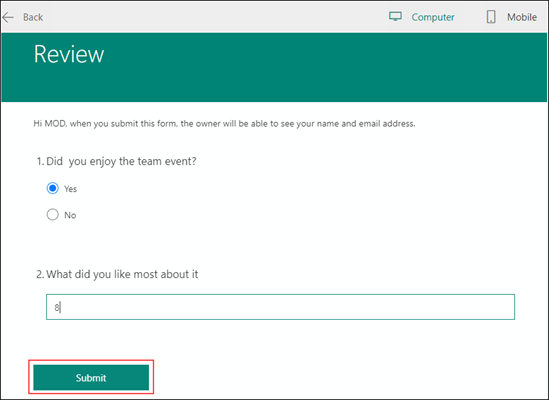 Back
Computer
Mobile
Review
Hi MOD, when you submit this form, the owner will be able to see your name and email address.
1. Did you enjoy the team event?
Yes
No
2. What did you like most about it
8
Submit